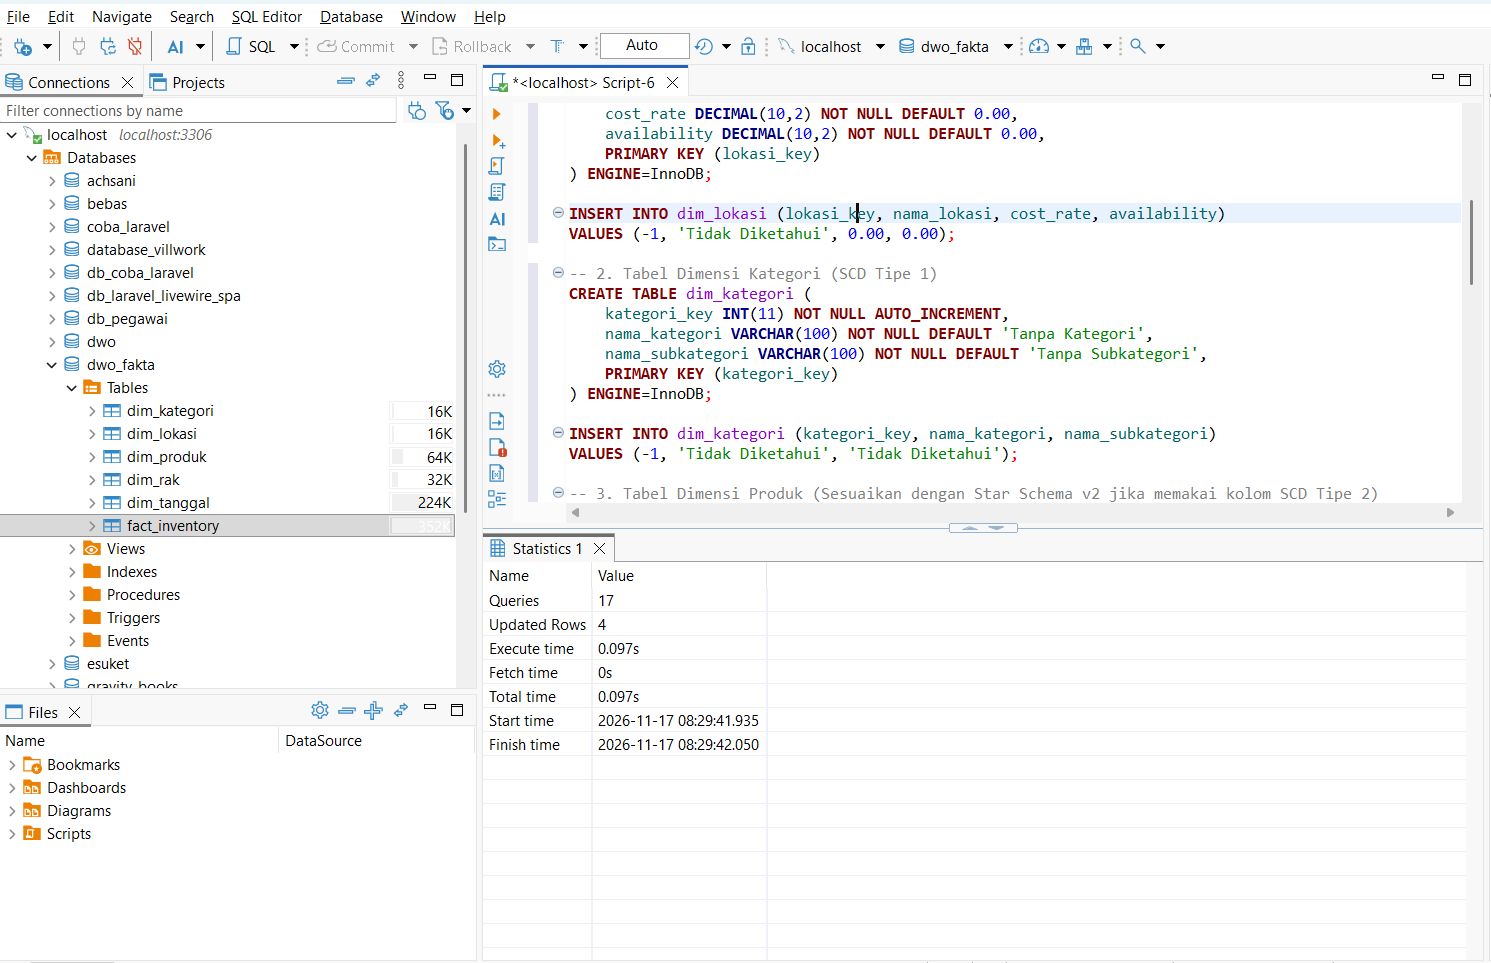 File Edit Navigate Search SQL Editor Database Window Help
AI SQL Commit Rollback T Auto localhost dwo_fakta
Connections Projects
Filter connections by name
localhost localhost:3306
Databases
achsani
bebas
coba_laravel
database_villwork
db_coba_laravel
db_laravel_livewire_spa
db_pegawai
dwo
dwo_fakta
Tables
dim_kategori 16K
dim_lokasi 16K
dim_produk 64K
dim_rak 32K
dim_tanggal 224K
fact_inventory 352K
Views
Indexes
Procedures
Triggers
Events
esuket
gravity_books
Files
Name DataSource
Bookmarks
Dashboards
Diagrams
Scripts
*<localhost> Script-6
AI
cost_rate DECIMAL(10,2) NOT NULL DEFAULT 0.00,
availability DECIMAL(10,2) NOT NULL DEFAULT 0.00,
PRIMARY KEY (lokasi_key)
) ENGINE=InnoDB;
INSERT INTO dim_lokasi (lokasi_key, nama_lokasi, cost_rate, availability)
VALUES (-1, 'Tidak Diketahui', 0.00, 0.00);
-- 2. Tabel Dimensi Kategori (SCD Tipe 1)
CREATE TABLE dim_kategori (
kategori_key INT(11) NOT NULL AUTO_INCREMENT,
nama_kategori VARCHAR(100) NOT NULL DEFAULT 'Tanpa Kategori',
nama_subkategori VARCHAR(100) NOT NULL DEFAULT 'Tanpa Subkategori',
PRIMARY KEY (kategori_key)
) ENGINE=InnoDB;
INSERT INTO dim_kategori (kategori_key, nama_kategori, nama_subkategori)
VALUES (-1, 'Tidak Diketahui', 'Tidak Diketahui');
-- 3. Tabel Dimensi Produk (Sesuaikan dengan Star Schema v2 jika memakai kolom SCD Tipe 2)
Statistics 1
Name Value
Queries 17
Updated Rows 4
Execute time 0.097s
Fetch time 0s
Total time 0.097s
Start time 2026-11-17 08:29:41.935
Finish time 2026-11-17 08:29:42.050